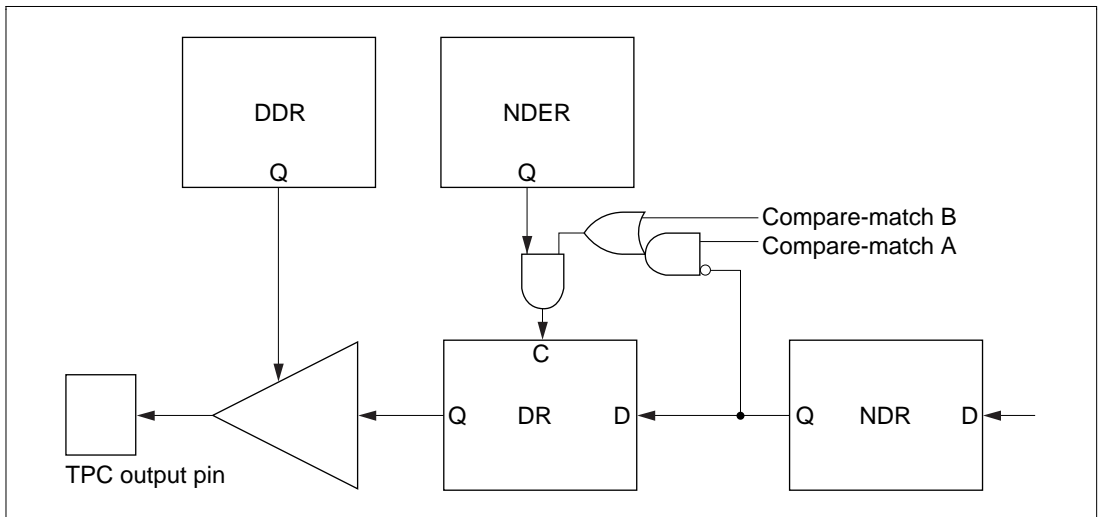 DDR
Q
NDER
Q
Compare-match B
Compare-match A
C
Q
DR
D
Q
NDR
D
TPC output pin